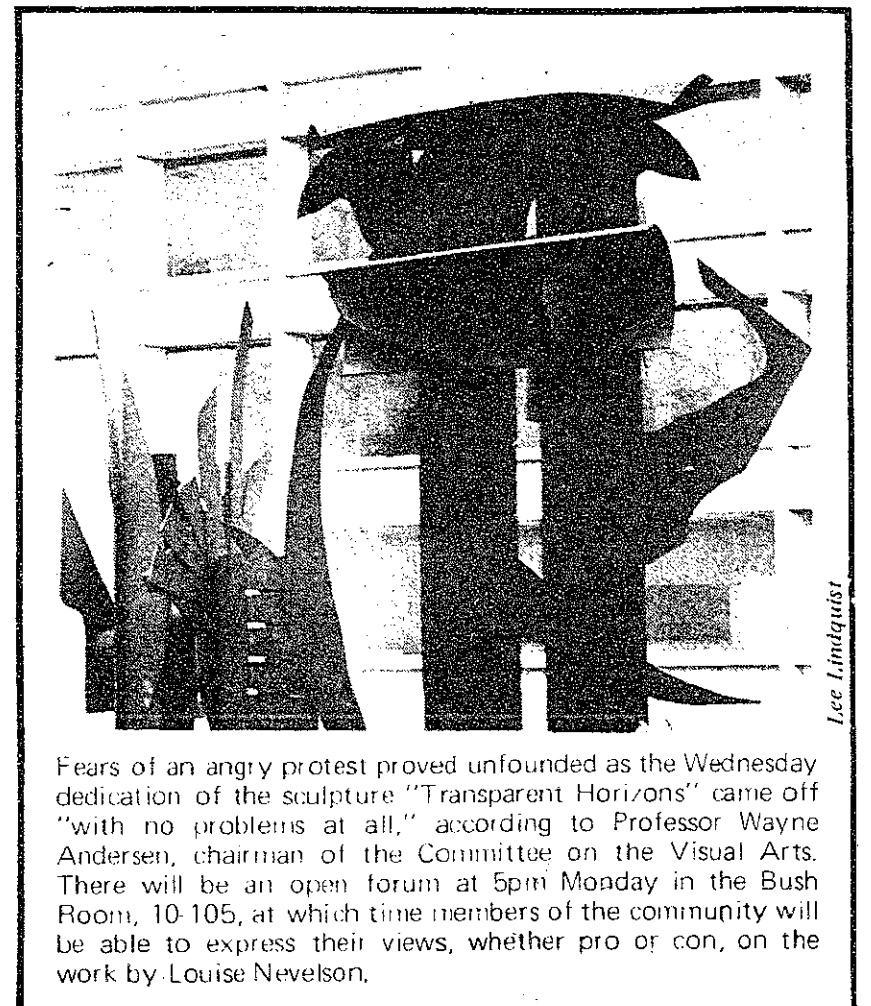 Lee Lindquist
Fears of an angry protest proved unfounded as the Wednesday
dedication of the sculpture "Transparent Horizons" came off
"with no problems at all," according to Professor Wayne
Andersen, chairman of the Committee on the Visual Arts.
There will be an open forum at 5pm Monday in the Bush
Room, 10-105, at which time members of the community will
be able to express their views, whether pro or con, on the
work by Louise Nevelson.